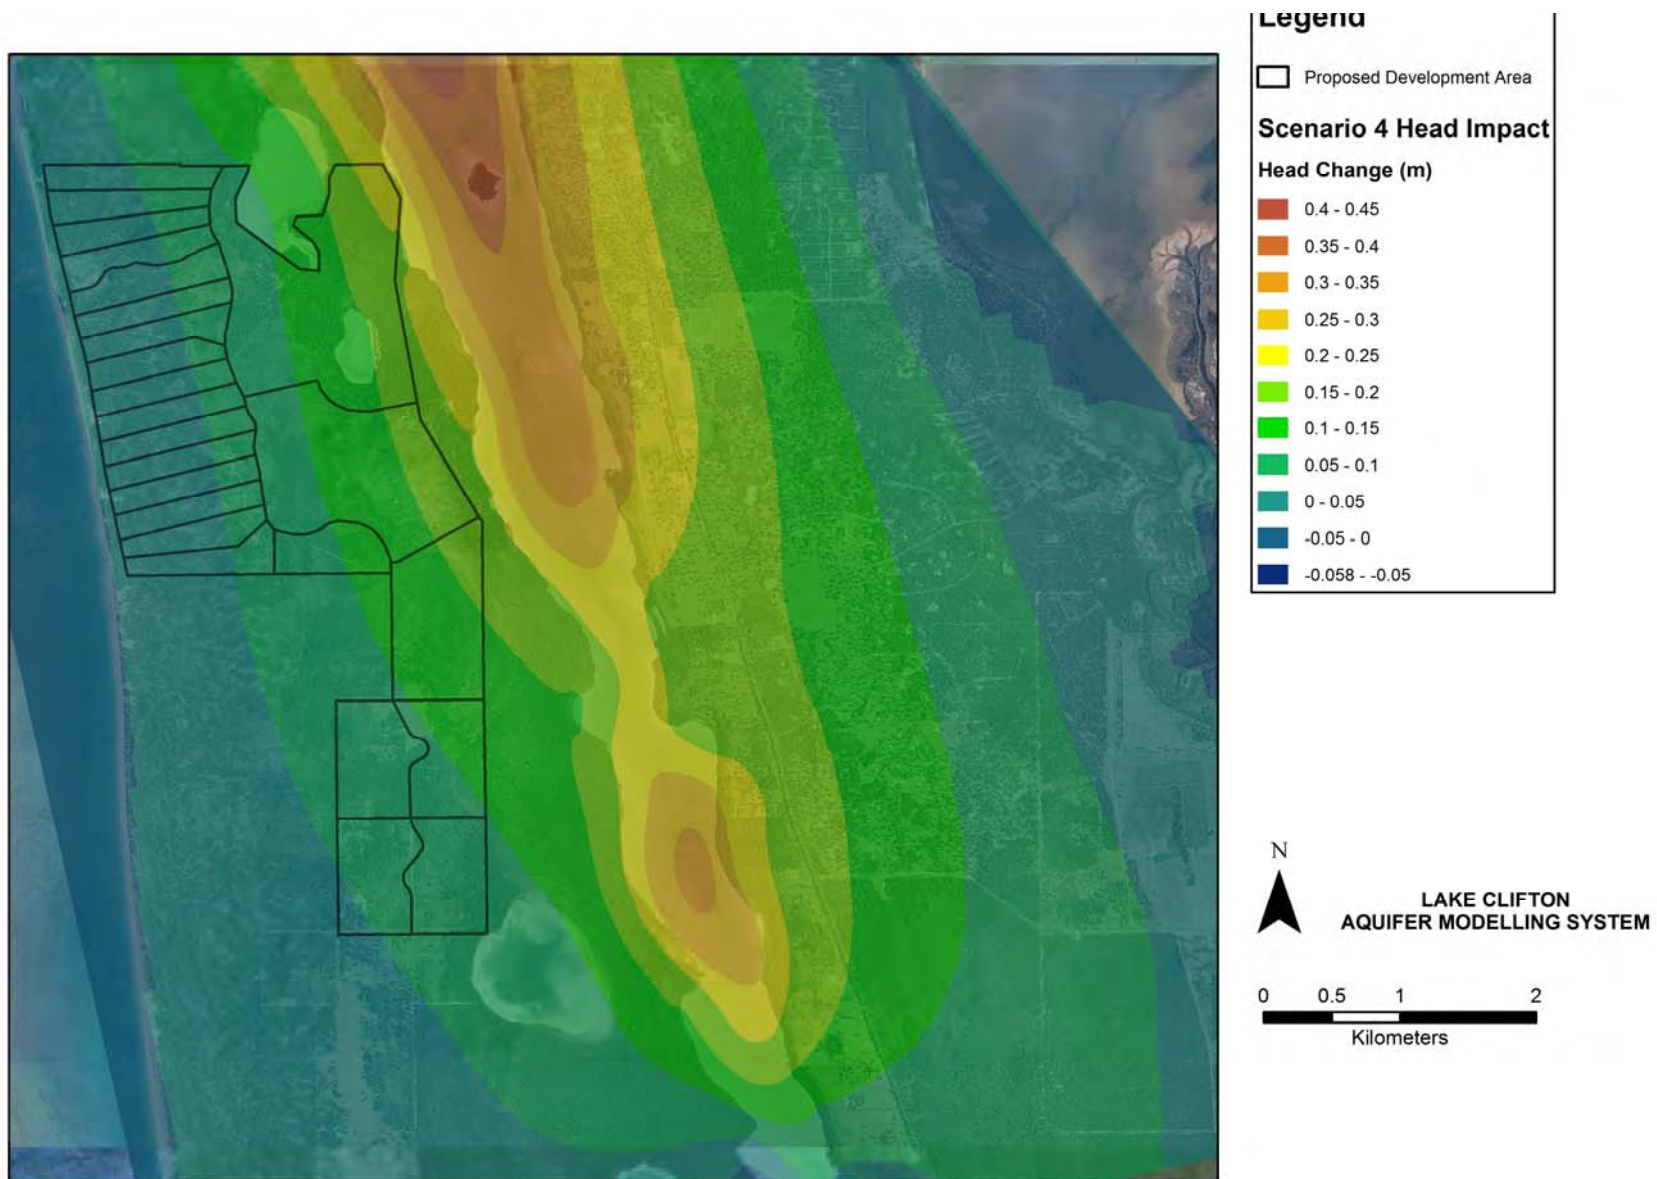 Legend
Proposed Development Area
Scenario 4 Head Impact
Head Change (m)
0.4 - 0.45
0.35 - 0.4
0.3 - 0.35
0.25 - 0.3
0.2 - 0.25
0.15 - 0.2
0.1 - 0.15
0.05 - 0.1
0 - 0.05
-0.05 - 0
-0.058 - -0.05
N
LAKE CLIFTON
AQUIFER MODELLING SYSTEM
0 0.5 1 2
Kilometers